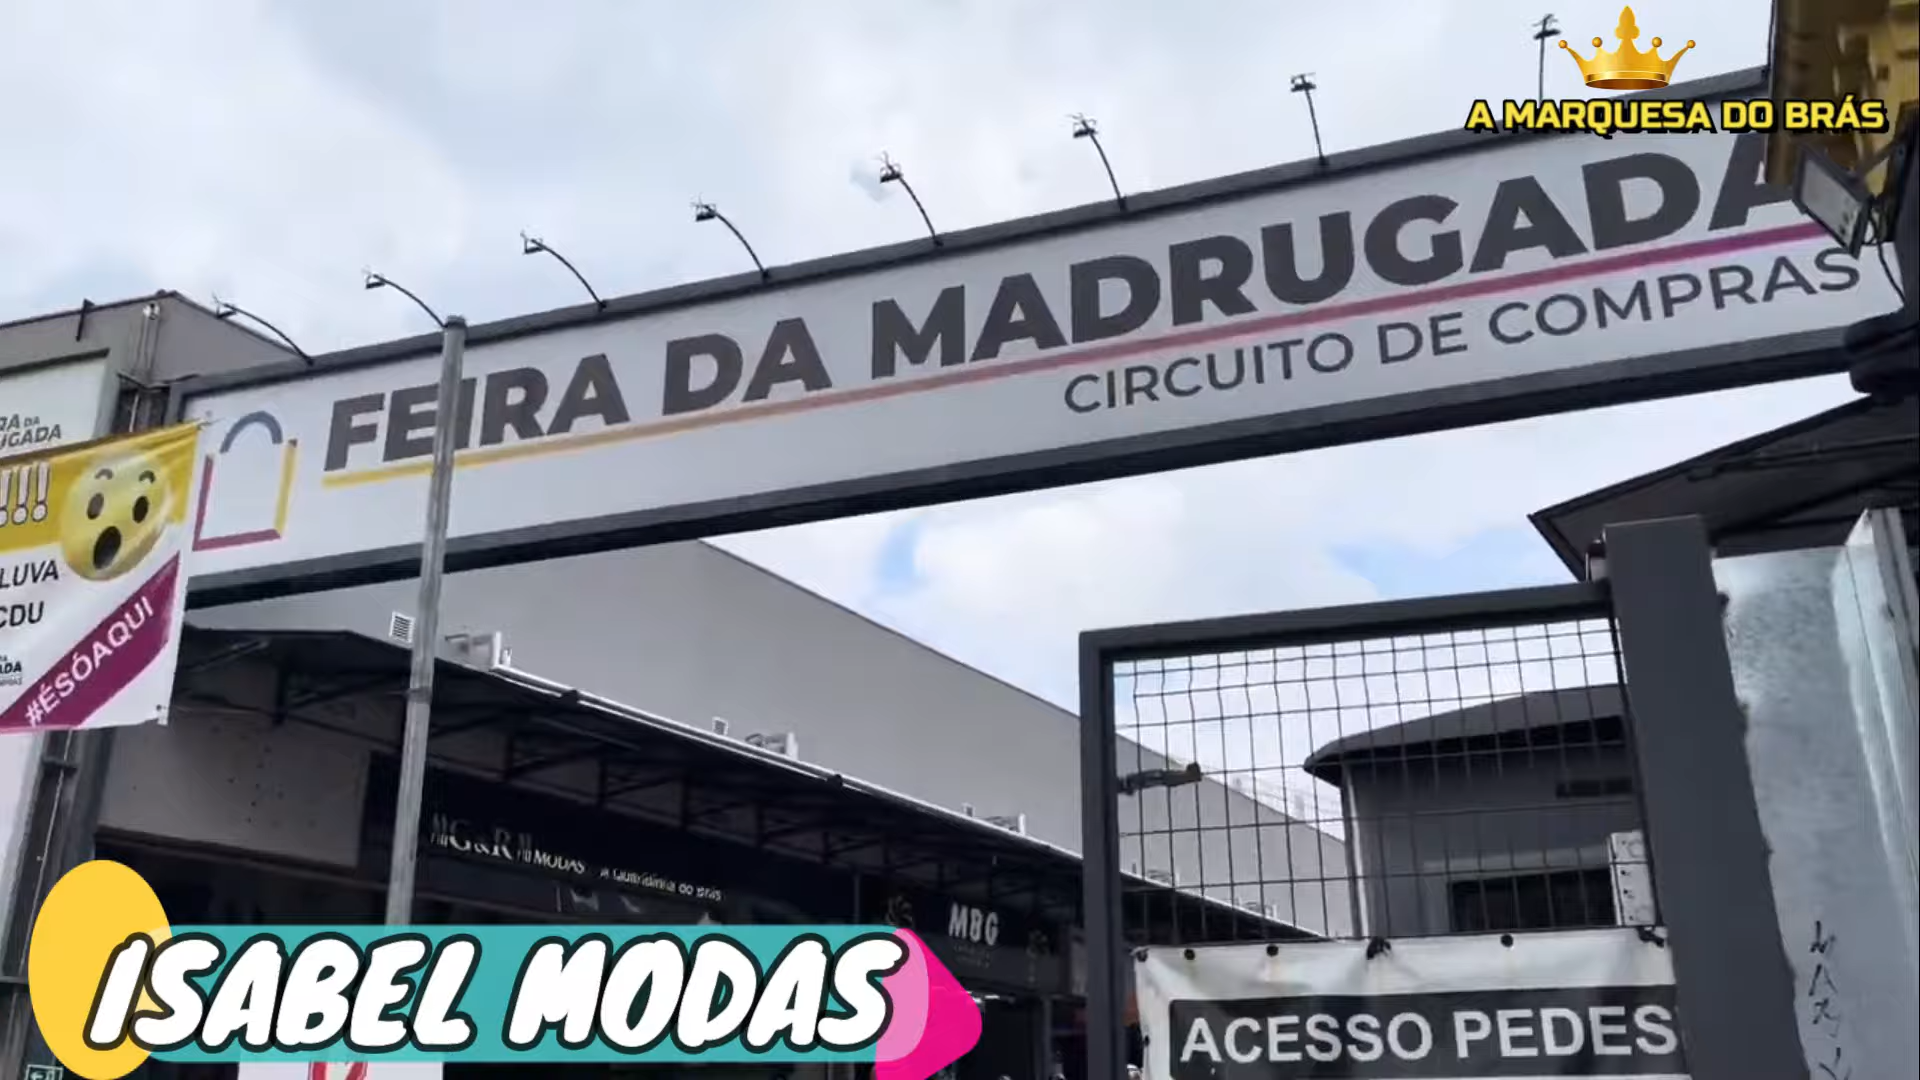 A MARQUESA DO BRÁS
FEIRA DA MADRUGADA
CIRCUITO DE COMPRAS
!!!
LUVA
CDU
#ÉSÓAQUI
G&R MODAS
MBG
ISABEL MODAS
ACESSO PEDES